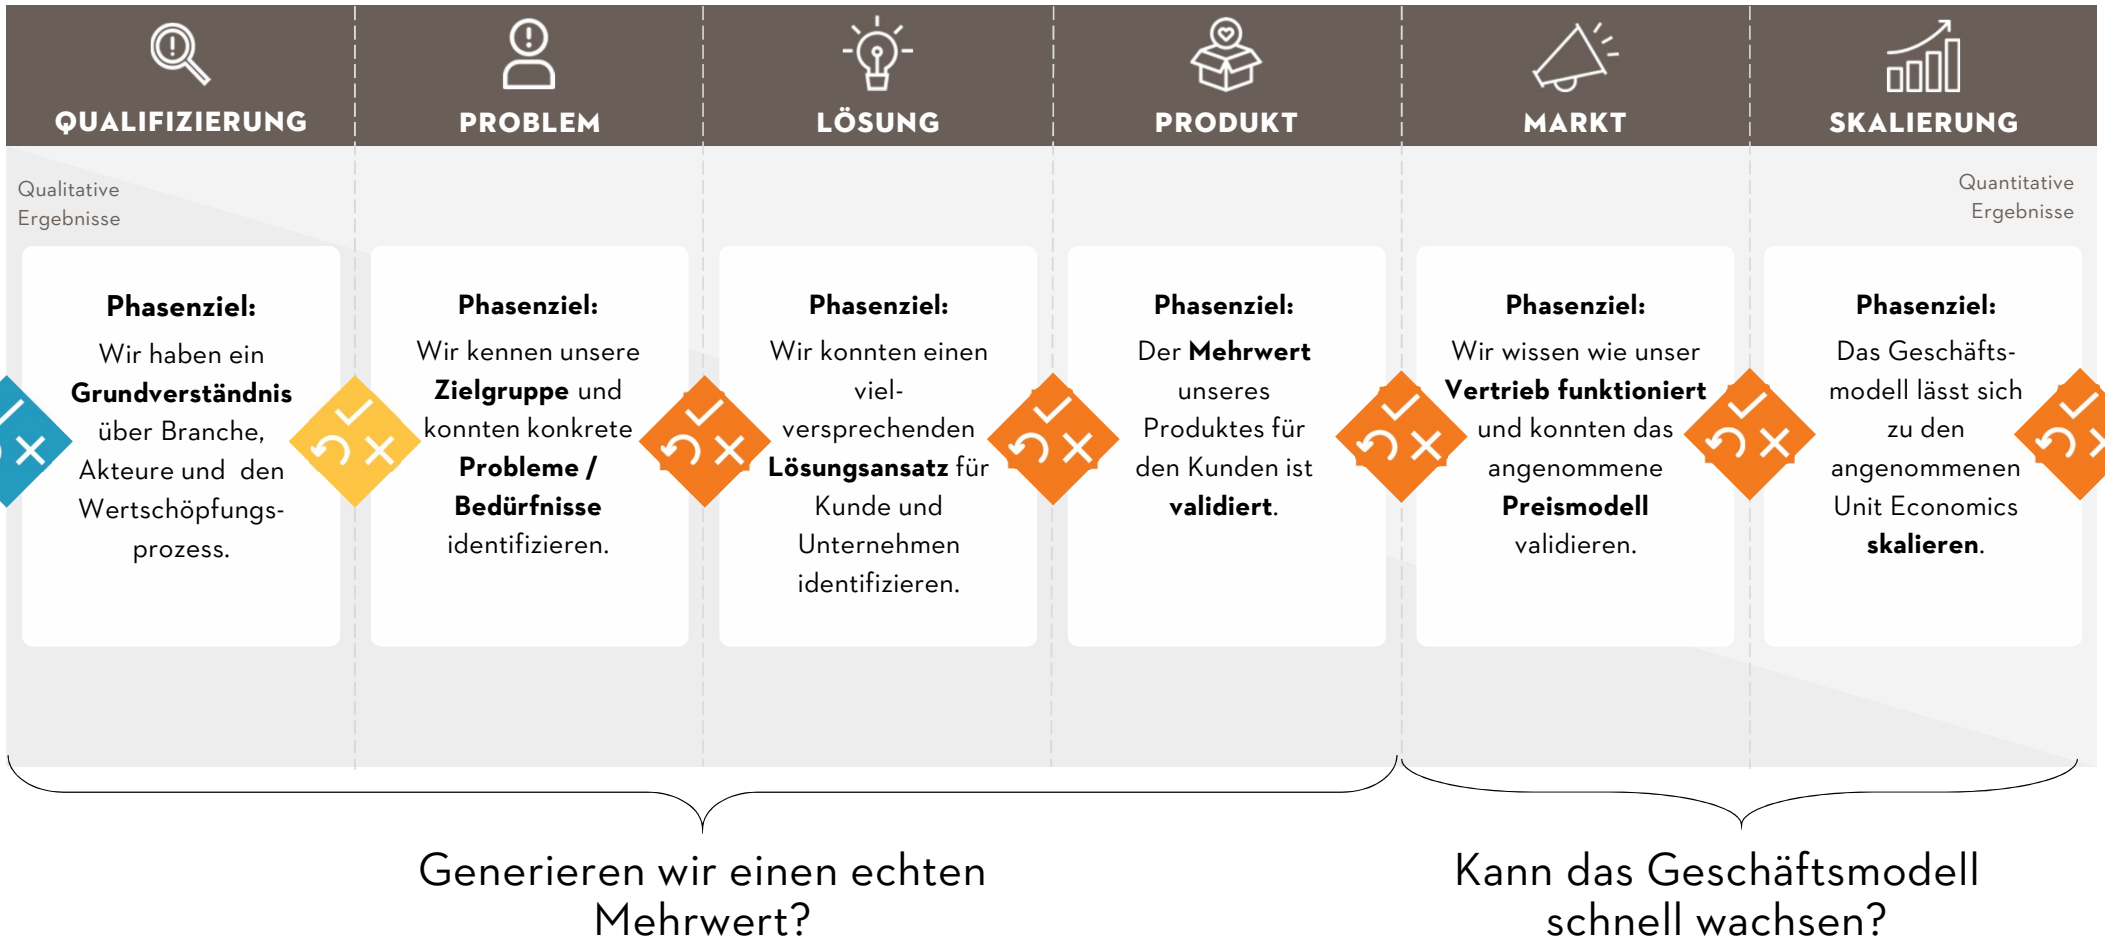 QUALIFIZIERUNG
PROBLEM
LÖSUNG
PRODUKT
MARKT
SKALIERUNG
Qualitative
Ergebnisse
Quantitative
Ergebnisse
Phasenziel:
Wir haben ein
Grundverständnis
über Branche,
Akteure und den
Wertschöpfungs-
prozess.
Phasenziel:
Wir kennen unsere
Zielgruppe und
konnten konkrete
Probleme /
Bedürfnisse
identifizieren.
Phasenziel:
Wir konnten einen
viel-
versprechenden
Lösungsansatz für
Kunde und
Unternehmen
identifizieren.
Phasenziel:
Der Mehrwert
unseres
Produktes für
den Kunden ist
validiert.
Phasenziel:
Wir wissen wie unser
Vertrieb funktioniert
und konnten das
angenommene
Preismodell
validieren.
Phasenziel:
Das Geschäfts-
modell lässt sich
zu den
angenommenen
Unit Economics
skalieren.
Generieren wir einen echten
Mehrwert?
Kann das Geschäftsmodell
schnell wachsen?